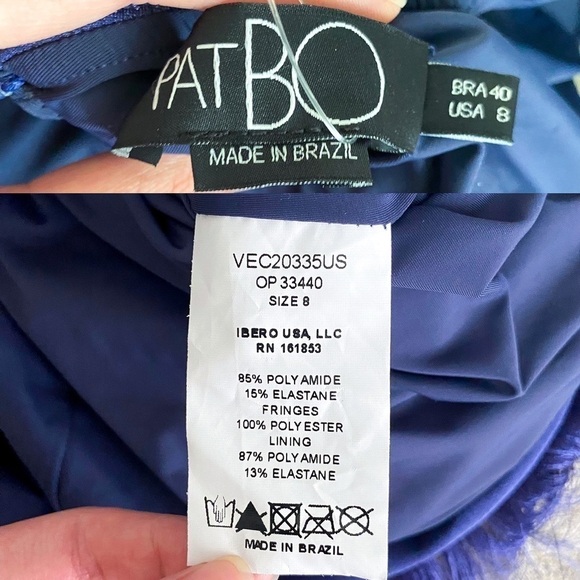 PATBO
BRA 40
USA 8
MADE IN BRAZIL
VEC20335US
OP 33440
SIZE 8
IBERO USA, LLC
RN 161853
85% POLYAMIDE
15% ELASTANE
FRINGES
100% POLYESTER
LINING
87% POLYAMIDE
13% ELASTANE
MADE IN BRAZIL